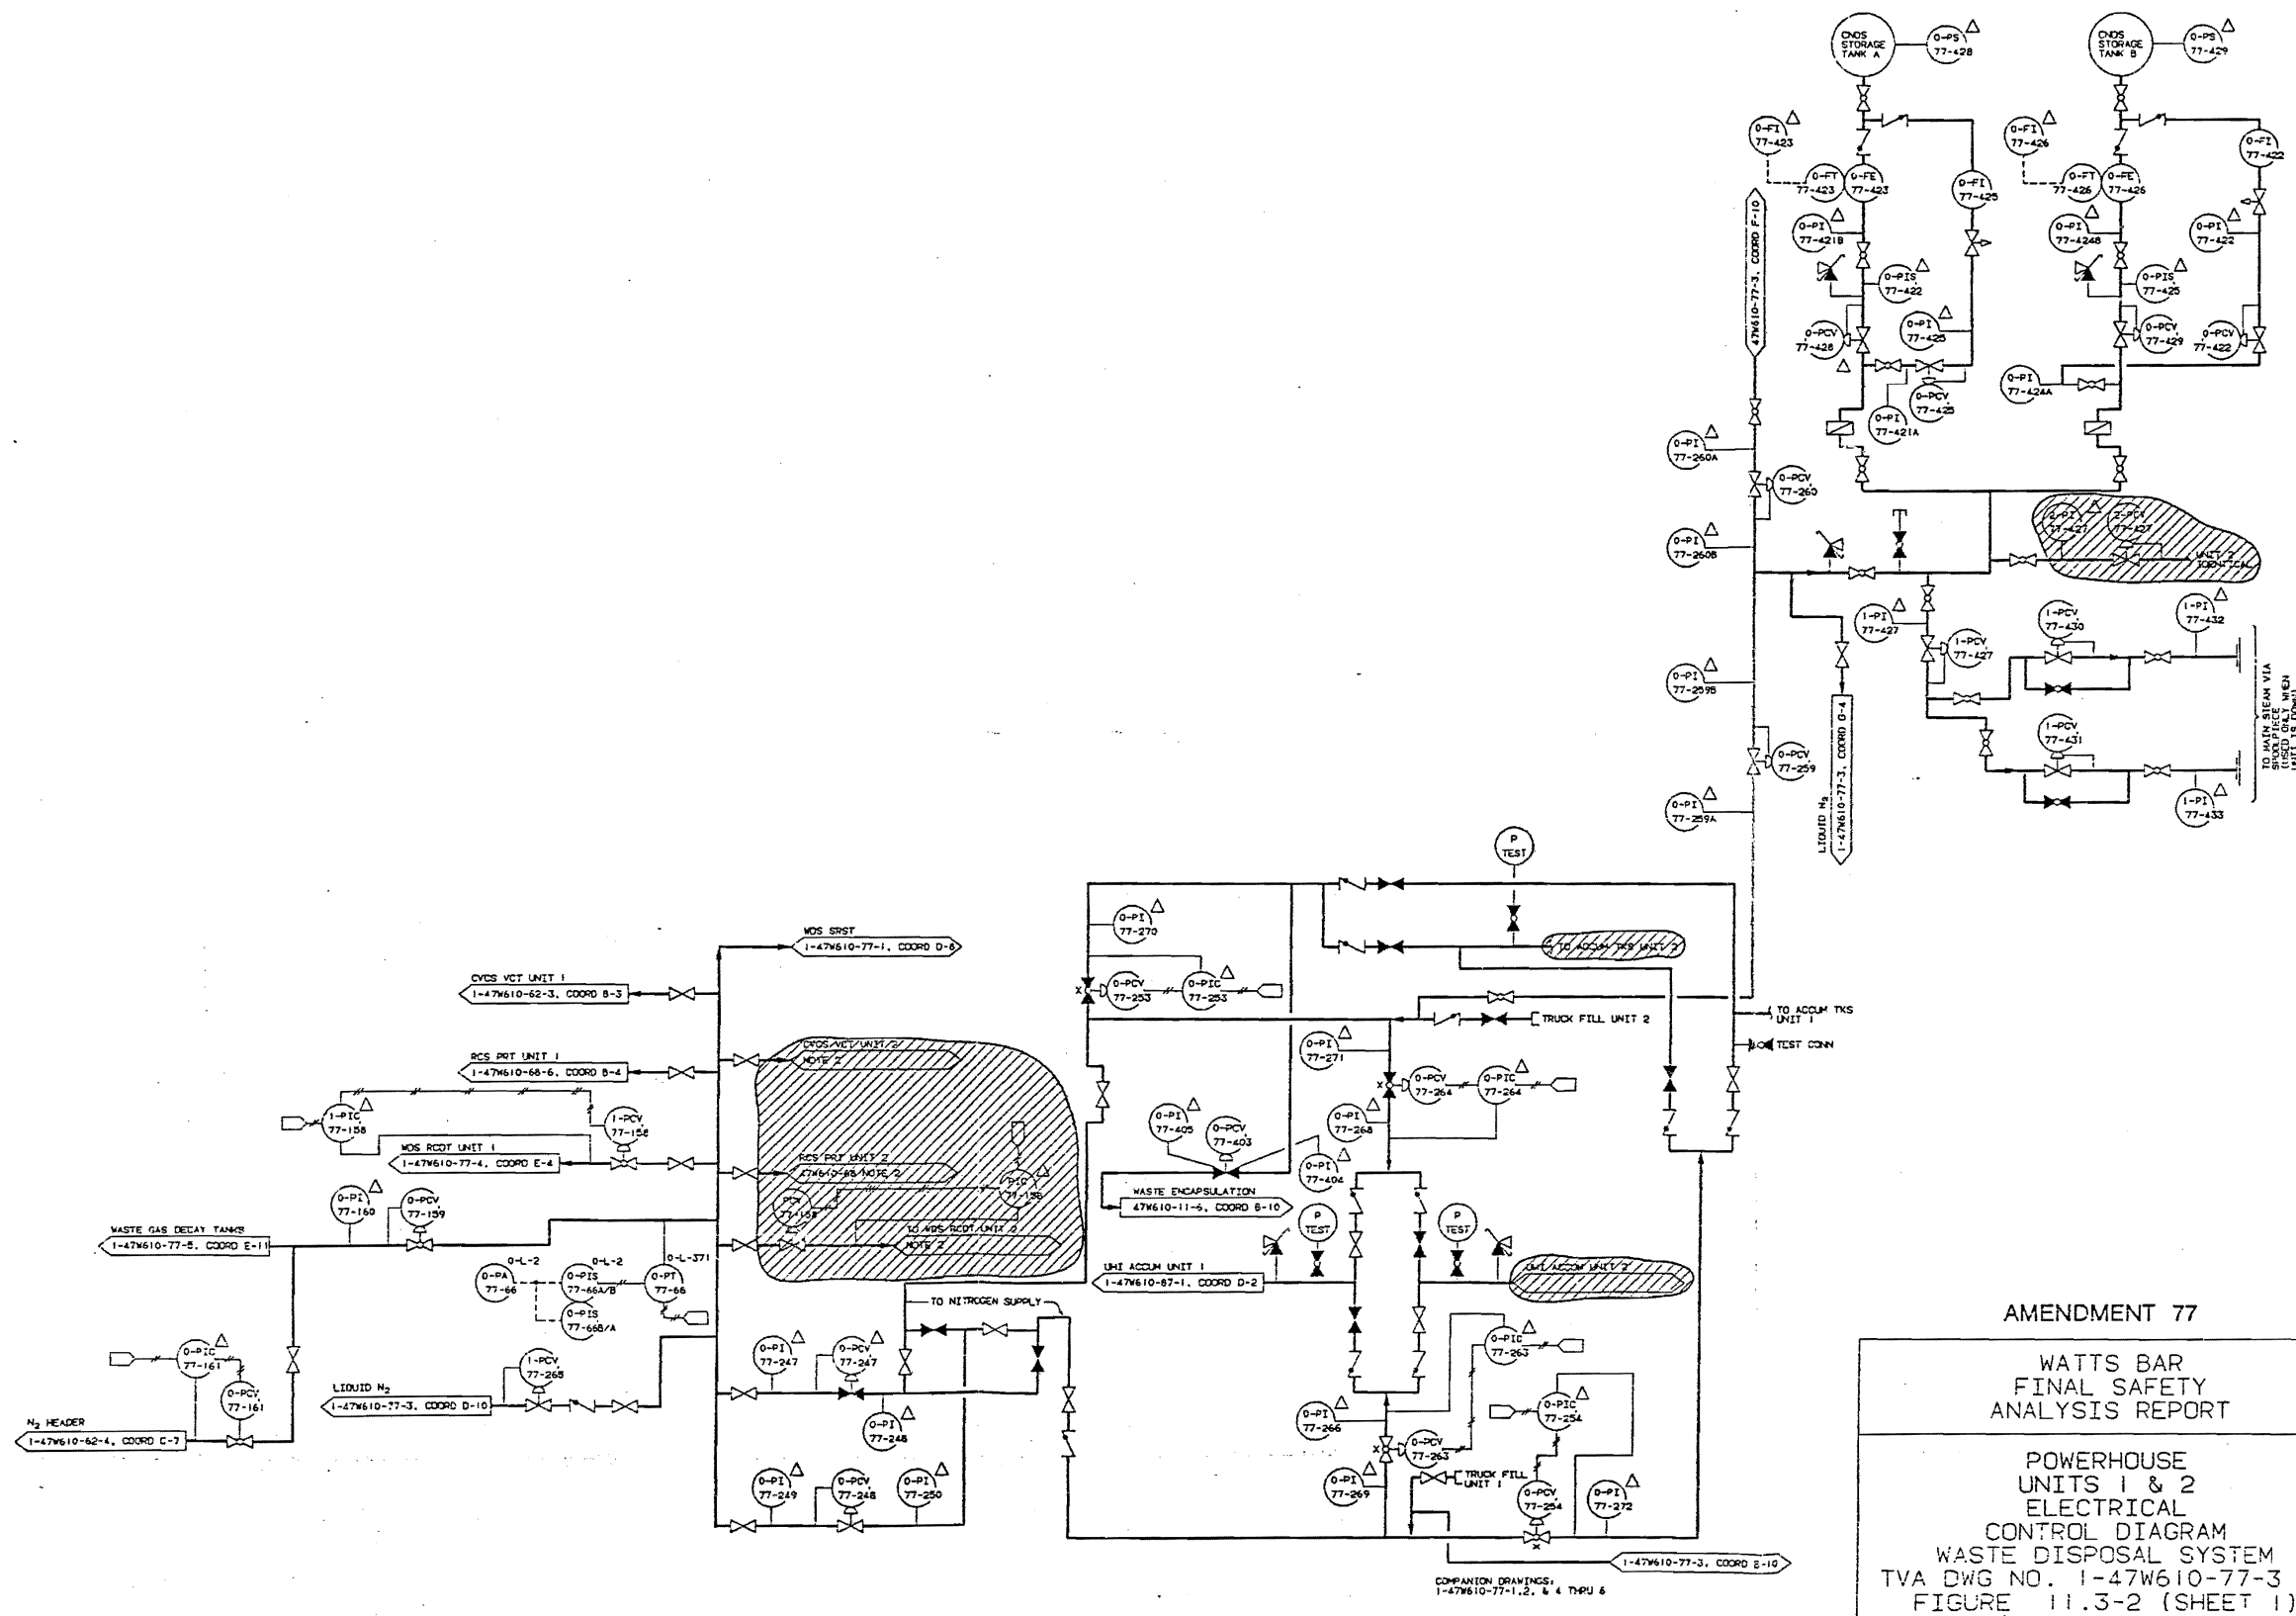 CNDS
STORAGE
TANK A
0-PS
77-428
CNDS
STORAGE
TANK B
0-PS
77-429
0-FI
77-423
0-FT
77-423
0-FE
77-423
0-FI
77-425
0-FI
77-426
0-FT
77-426
0-FE
77-426
0-FI
77-422
0-PI
77-421B
0-PIS
77-422
0-PI
77-424B
0-PIS
77-425
0-PI
77-422
0-PCV
77-428
0-PI
77-425
0-PCV
77-429
0-PCV
77-422
0-PI
77-421A
0-PCV
77-425
0-PI
77-424A
47W610-77-3, COORD F-10
0-PI
77-260A
0-PCV
77-260
0-PI
77-260B
2-PI
77-427
2-PCV
77-427
UNIT 2
IDENTICAL
1-PI
77-427
1-PCV
77-427
1-PCV
77-430
1-PI
77-432
1-PCV
77-431
1-PI
77-433
TO MAIN STEAM VIA
SPOOLPIECE
(USED ONLY WHEN
UNIT IS DOWN)
0-PI
77-259B
0-PCV
77-259
0-PI
77-259A
LIQUID N₂
1-47W610-77-3, COORD G-4
P
TEST
0-PI
77-270
0-PCV
77-253
0-PIC
77-253
TO ACCUM TKS UNIT 2
TRUCK FILL UNIT 2
TO ACCUM TKS
UNIT 1
TEST CONN
WDS SRST
1-47W610-77-1, COORD D-8
CVCS VCT UNIT 1
1-47W610-62-3, COORD B-3
CVCS VCT UNIT 2
NOTE 2
RCS PRT UNIT 1
1-47W610-68-6, COORD B-4
1-PIC
77-158
1-PCV
77-158
WDS RCDT UNIT 1
1-47W610-77-4, COORD E-4
RCS PRT UNIT 2
47W610-68 NOTE 2
PIC
77-158
PCV
77-158
TO WDS RCDT UNIT 2
NOTE 2
0-PI
77-271
0-PCV
77-264
0-PIC
77-264
0-PI
77-268
0-PI
77-405
0-PCV
77-403
0-PI
77-404
WASTE ENCAPSULATION
47W610-11-6, COORD B-10
0-PI
77-160
0-PCV
77-159
WASTE GAS DECAY TANKS
1-47W610-77-5, COORD E-11
0-L-2
0-L-2
0-L-371
0-PA
77-66
0-PIS
77-66A/B
0-PT
77-66
0-PIS
77-66B/A
P
TEST
P
TEST
UHI ACCUM UNIT 1
1-47W610-87-1, COORD D-2
UHI ACCUM UNIT 2
TO NITROGEN SUPPLY
0-PIC
77-161
0-PCV
77-161
N₂ HEADER
1-47W610-62-4, COORD C-7
1-PCV
77-265
LIQUID N₂
1-47W610-77-3, COORD D-10
0-PI
77-247
0-PCV
77-247
0-PI
77-248
0-PI
77-249
0-PCV
77-248
0-PI
77-250
0-PIC
77-263
0-PI
77-266
0-PCV
77-263
0-PI
77-269
0-PIC
77-254
TRUCK FILL
UNIT 1
0-PCV
77-254
0-PI
77-272
1-47W610-77-3, COORD E-10
COMPANION DRAWINGS:
1-47W610-77-1,2, & 4 THRU 6
AMENDMENT 77
WATTS BAR
FINAL SAFETY
ANALYSIS REPORT
POWERHOUSE
UNITS 1 & 2
ELECTRICAL
CONTROL DIAGRAM
WASTE DISPOSAL SYSTEM
TVA DWG NO. 1-47W610-77-3
FIGURE 11.3-2 (SHEET 1)